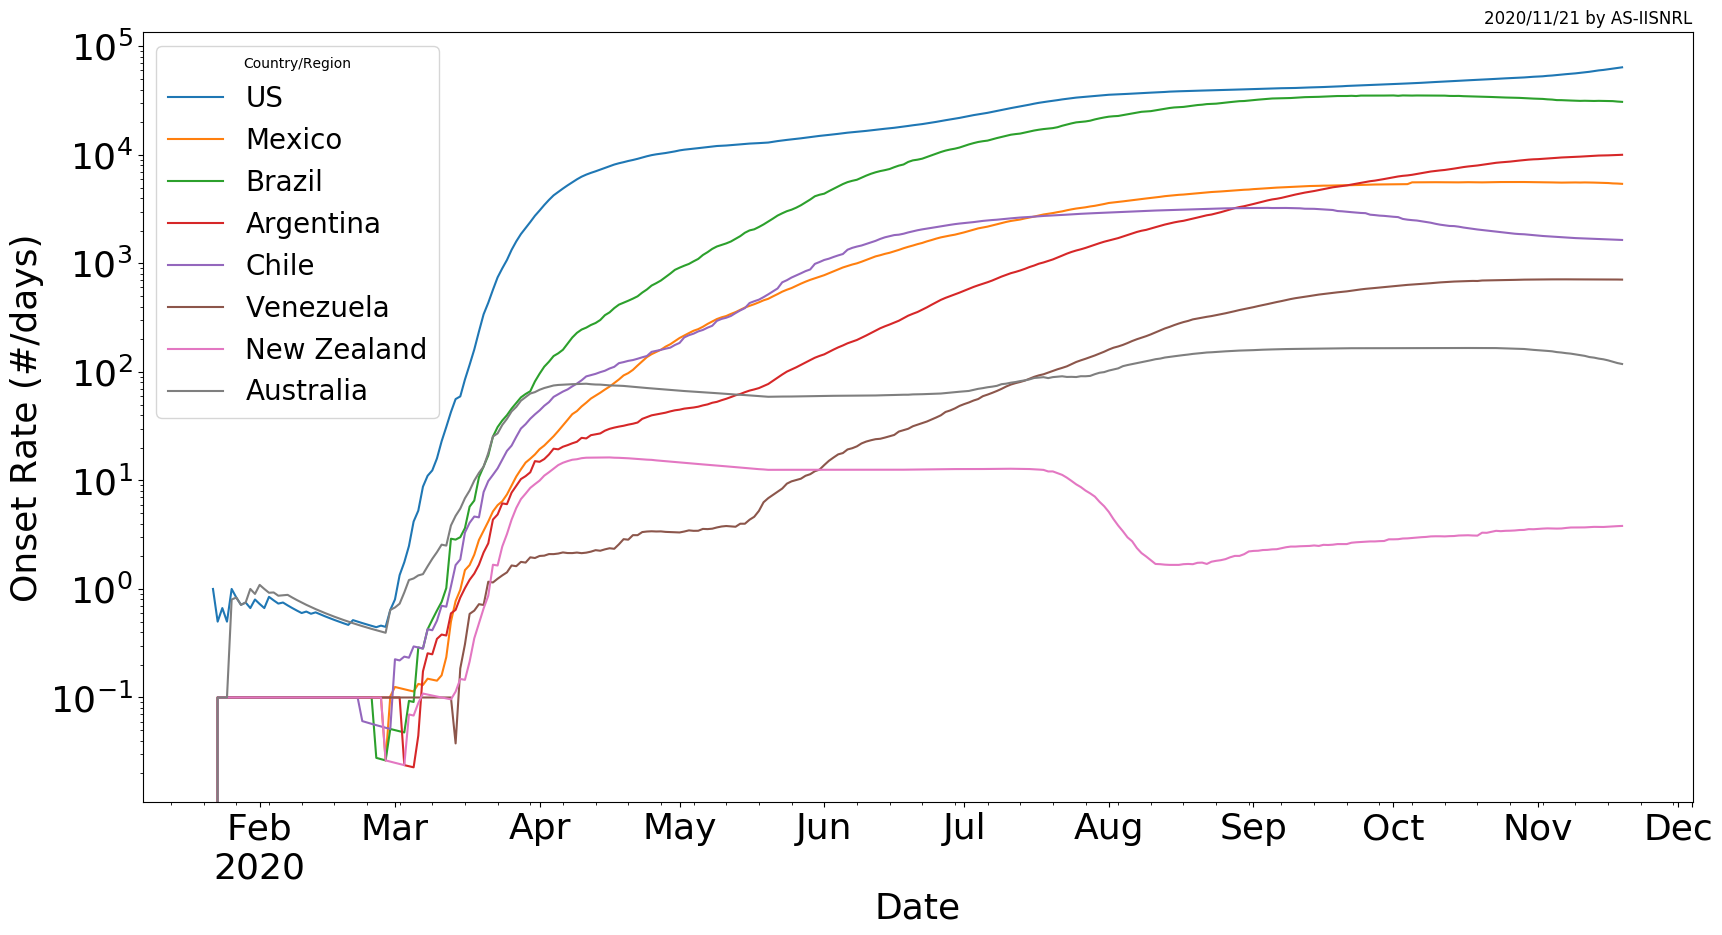 2020/11/21 by AS-IISNRL
Onset Rate (#/days)
10^5
10^4
10^3
10^2
10^1
10^0
10^−1
Country/Region
US
Mexico
Brazil
Argentina
Chile
Venezuela
New Zealand
Australia
Feb Mar Apr May Jun Jul Aug Sep Oct Nov Dec
2020
Date